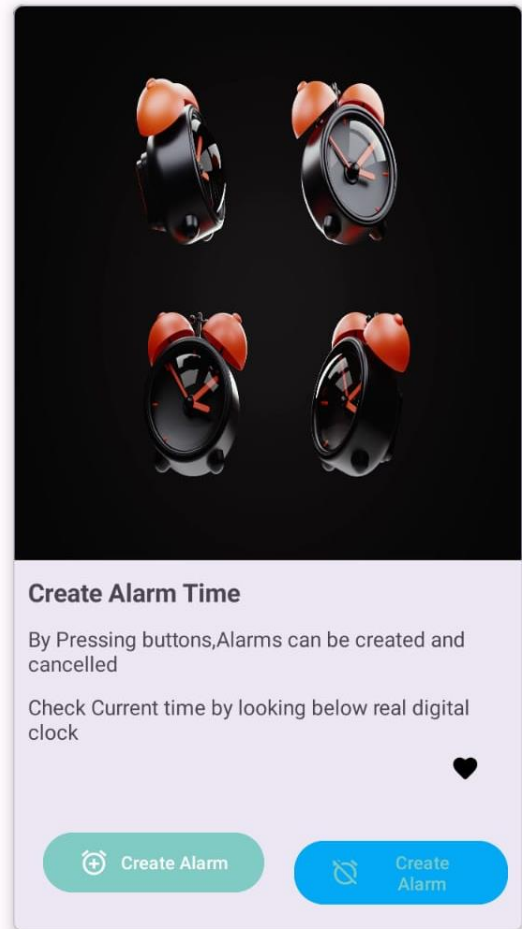 Create Alarm Time
By Pressing buttons,Alarms can be created and
cancelled
Check Current time by looking below real digital
clock
Create Alarm
Create
Alarm